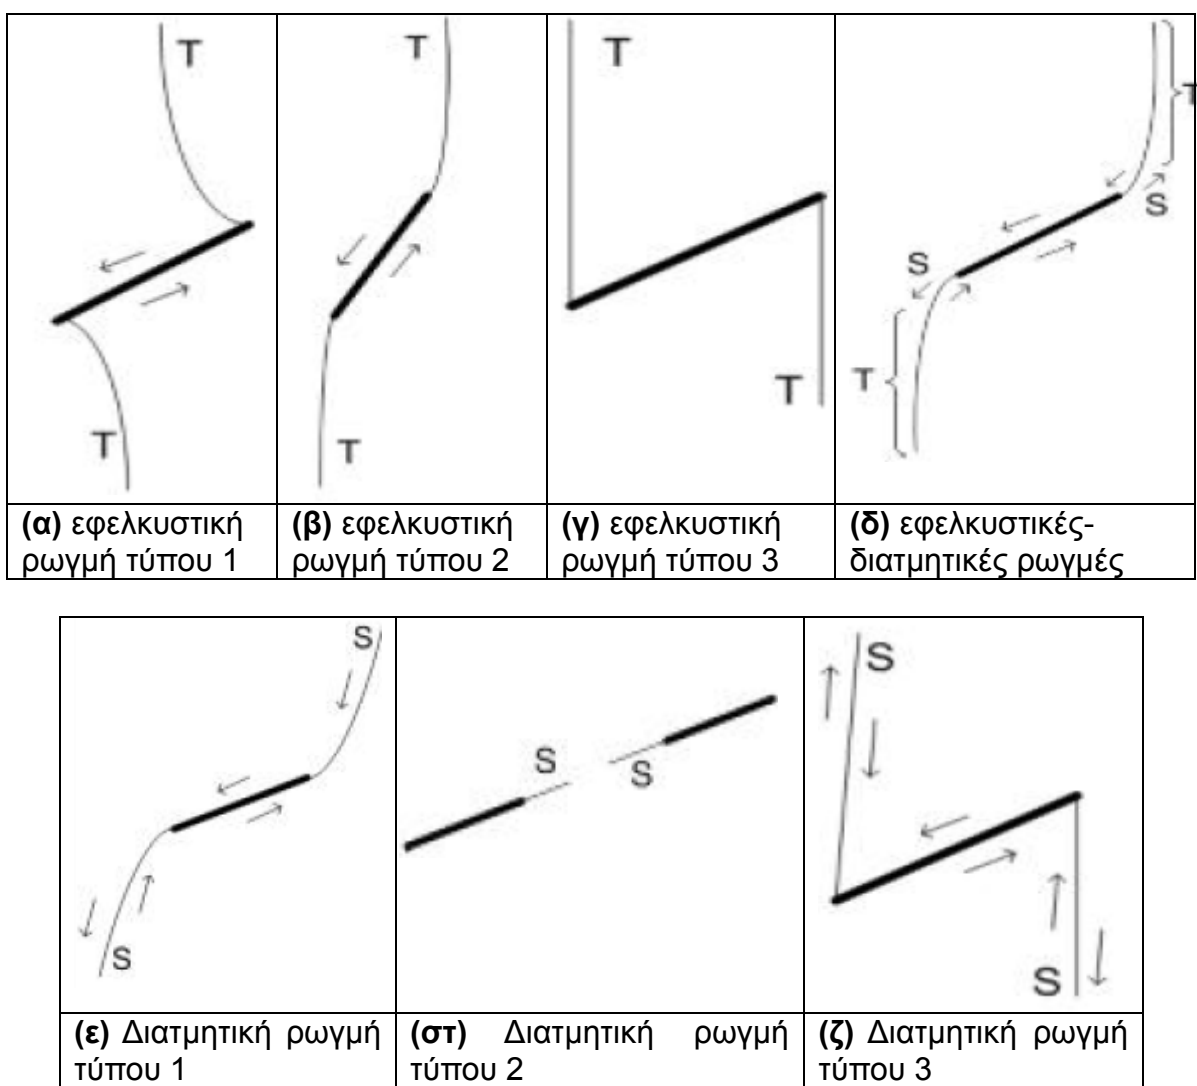 T
T
T
T
T
T
T
S
S
T
(α) εφελκυστική
ρωγμή τύπου 1
(β) εφελκυστική
ρωγμή τύπου 2
(γ) εφελκυστική
ρωγμή τύπου 3
(δ) εφελκυστικές-
διατμητικές ρωγμές
S
S
S
S
S
S
(ε) Διατμητική ρωγμή
τύπου 1
(στ) Διατμητική ρωγμή
τύπου 2
(ζ) Διατμητική ρωγμή
τύπου 3